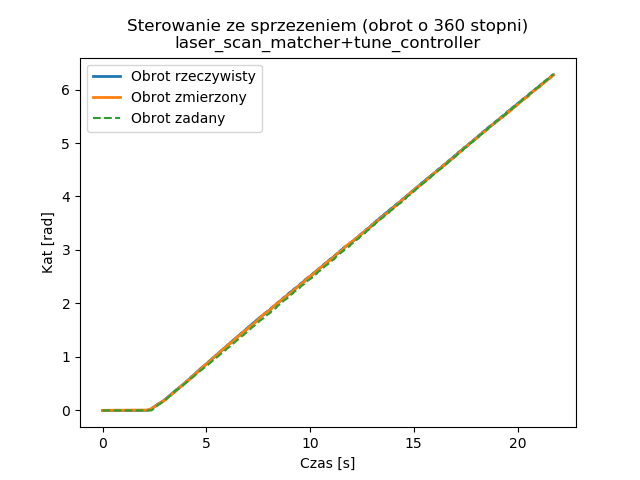 Sterowanie ze sprzezeniem (obrot o 360 stopni)
laser_scan_matcher+tune_controller
Obrot rzeczywisty
Obrot zmierzony
Obrot zadany
Kat [rad]
6
5
4
3
2
1
0
0 5 10 15 20
Czas [s]